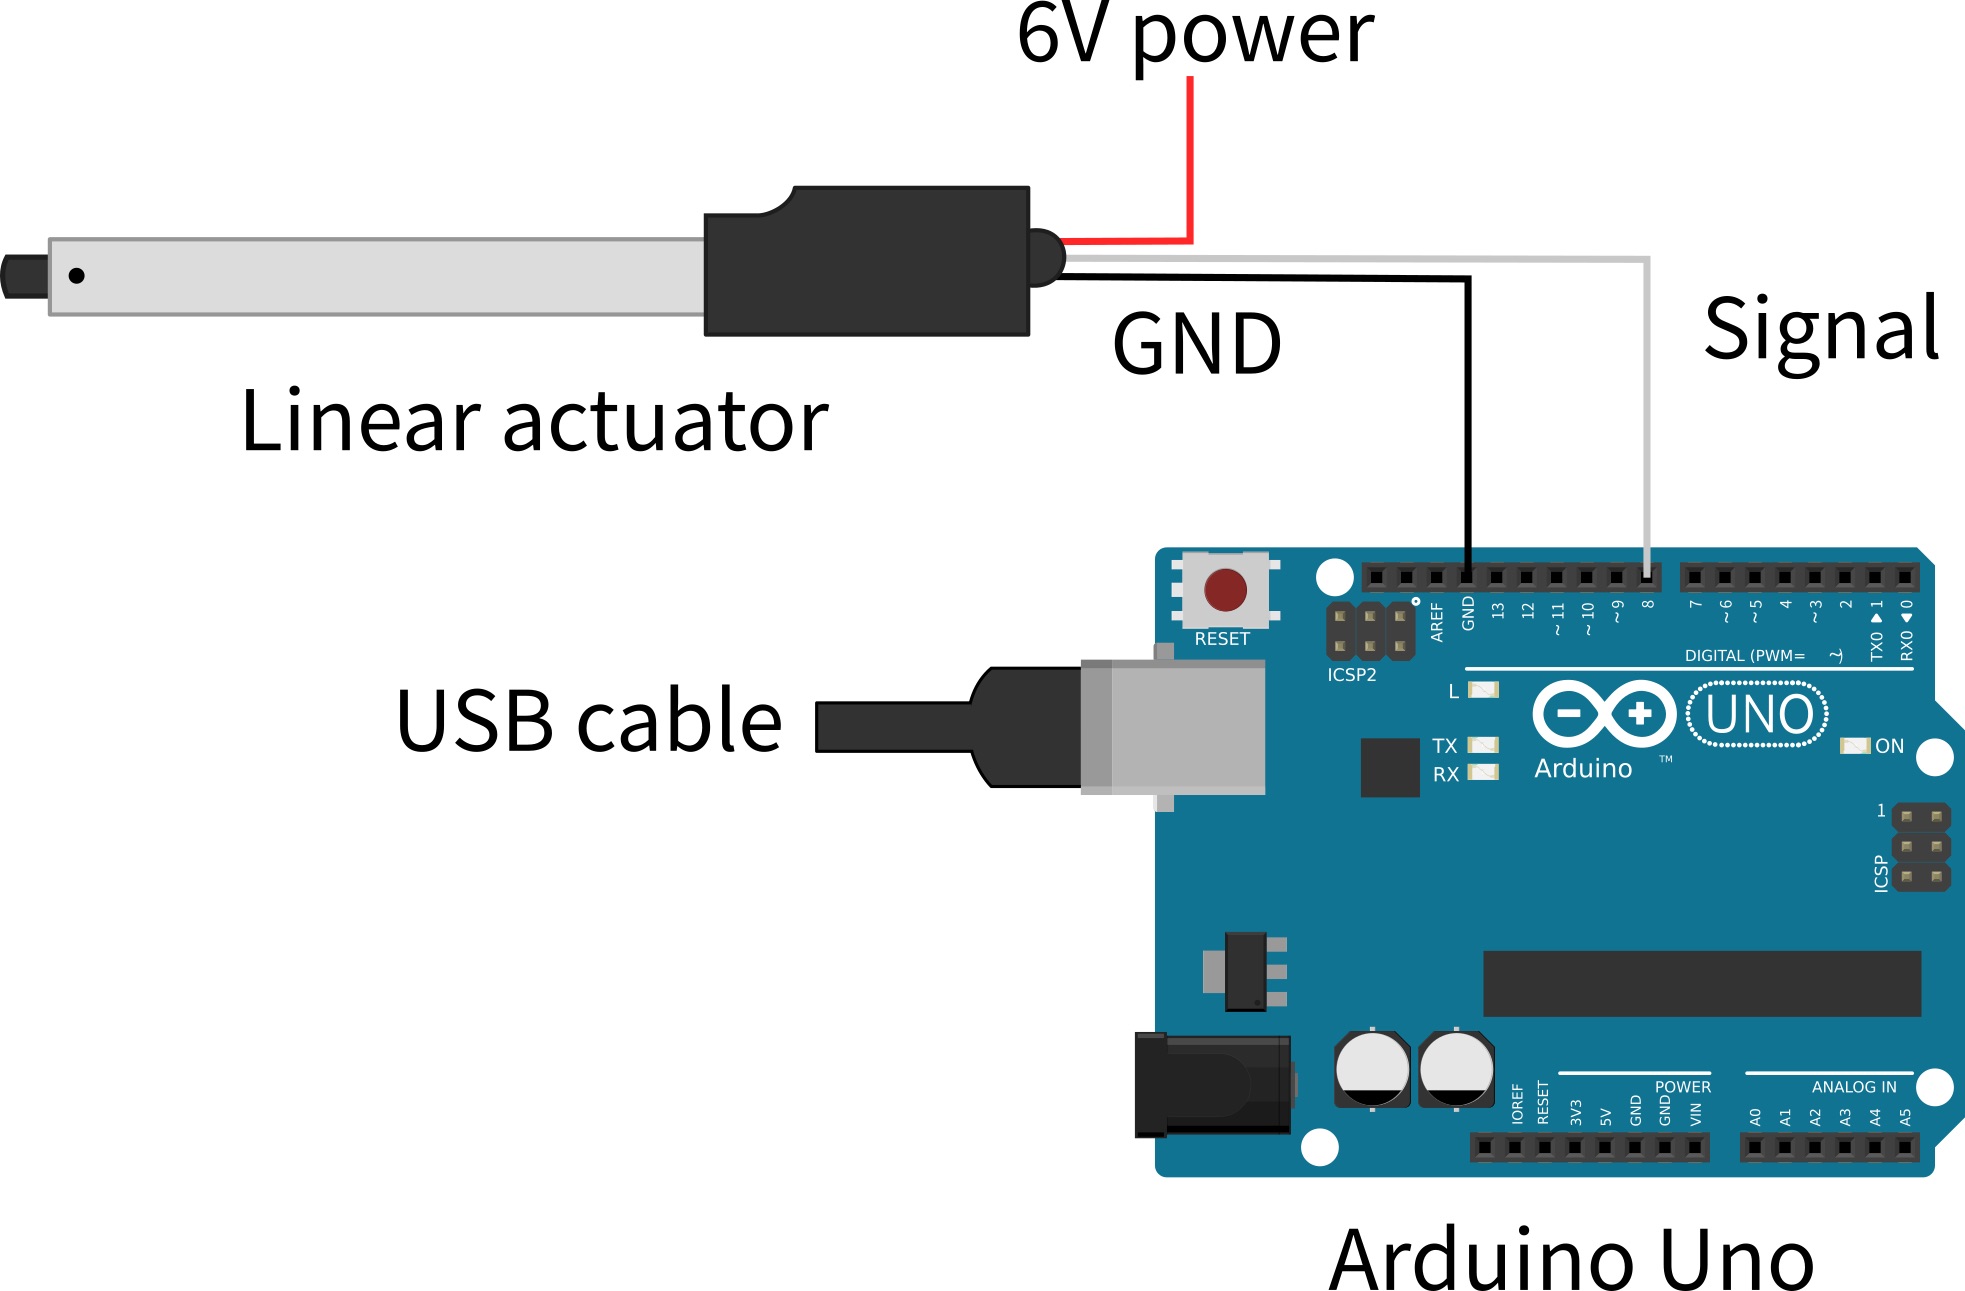 6V power
GND
Signal
Linear actuator
RESET
ICSP2
AREF
GND
13
12
~ 11
~ 10
~ 9
8
7
~ 6
~ 5
4
~ 3
2
TX0 ▶ 1
RX0 ◀ 0
DIGITAL (PWM= ~)
L
TX
RX
UNO
Arduino
TM
ON
USB cable
1
ICSP
IOREF
RESET
3V3
5V
GND
GND
VIN
POWER
ANALOG IN
A0
A1
A2
A3
A4
A5
Arduino Uno